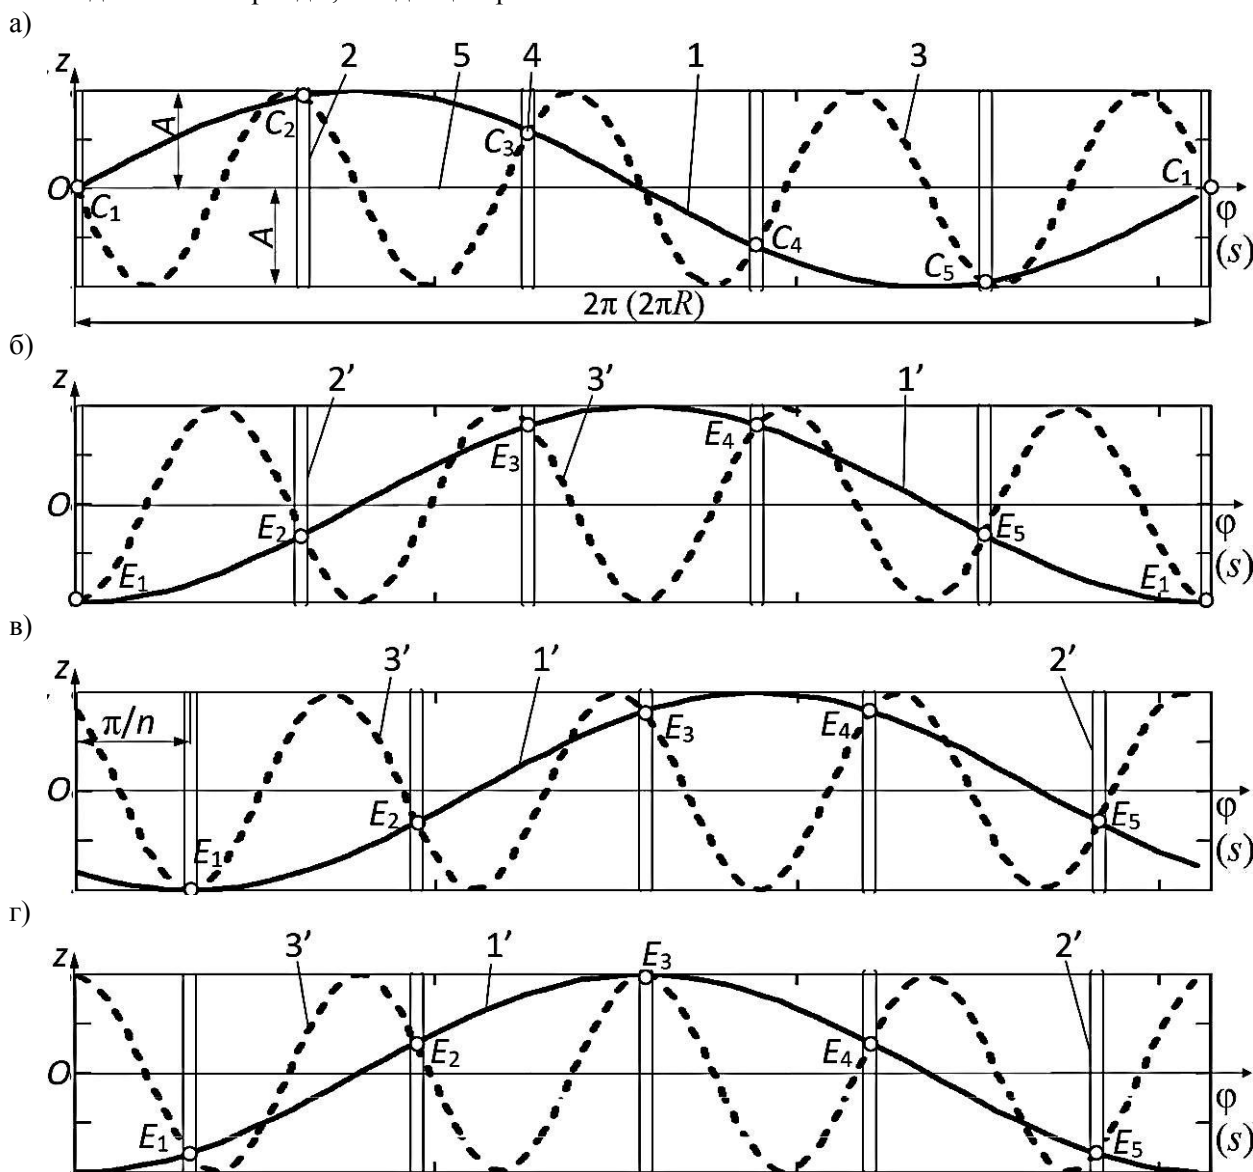 а)
z 2 5 4 1 3
A C₂ C₃ C₁
O C₁ φ
A C₄ (s)
C₅
2π (2πR)
б)
z 2’ 3’ 1’
E₃ E₄
O E₂ E₅ φ
E₁ E₁ (s)
в)
z 3’ 1’ 2’
π/n E₃ E₄
O E₂ E₅ φ
E₁ (s)
г)
z 3’ 1’ E₃ 2’
E₂ E₄
O φ
E₁ E₅ (s)